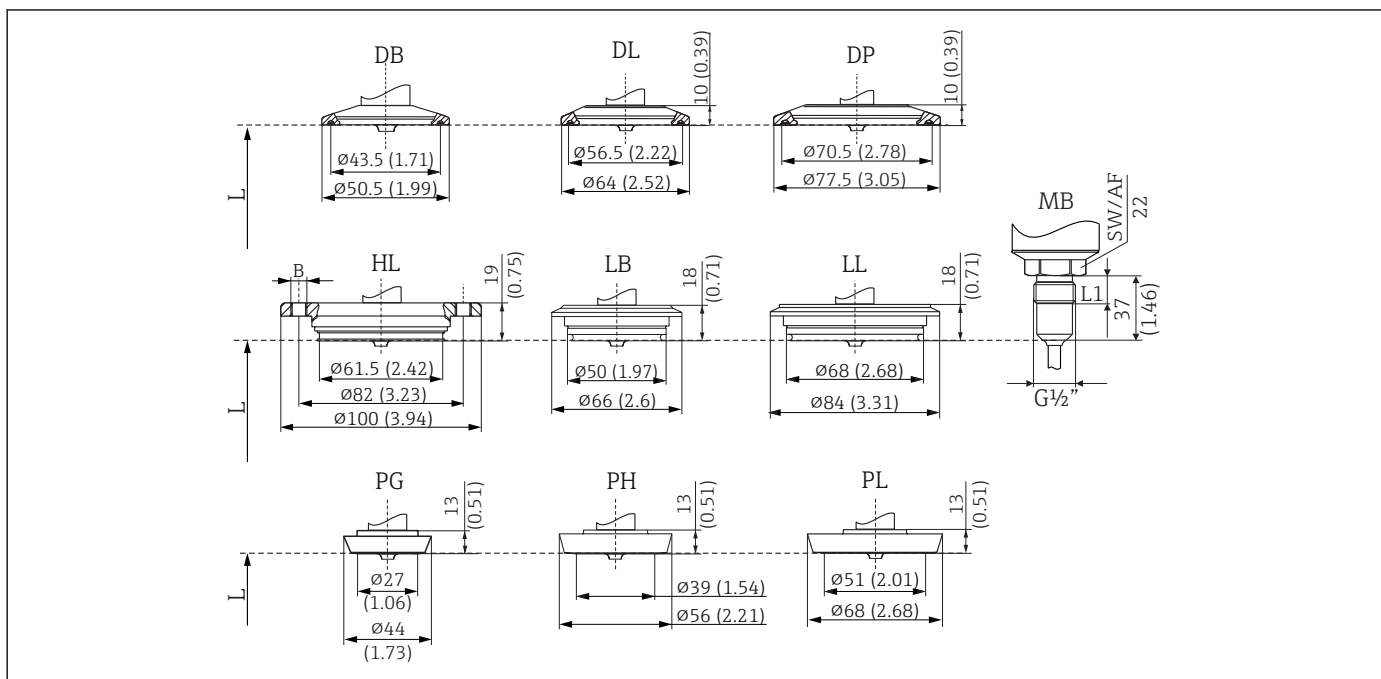 DB
DL
DP
10 (0.39)
10 (0.39)
ø43.5 (1.71)
ø50.5 (1.99)
ø56.5 (2.22)
ø64 (2.52)
ø70.5 (2.78)
ø77.5 (3.05)
L
MB
SW/AF
22
L1
37
(1.46)
G½"
HL
B
19
(0.75)
LB
18
(0.71)
LL
18
(0.71)
ø61.5 (2.42)
ø82 (3.23)
ø100 (3.94)
ø50 (1.97)
ø66 (2.6)
ø68 (2.68)
ø84 (3.31)
L
PG
13
(0.51)
PH
13
(0.51)
PL
13
(0.51)
ø27
(1.06)
ø44
(1.73)
ø39 (1.54)
ø56 (2.21)
ø51 (2.01)
ø68 (2.68)
L